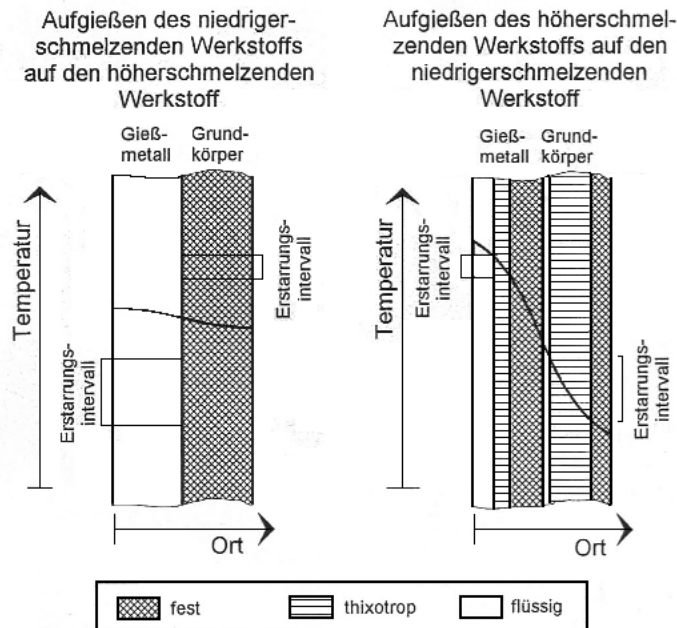 Aufgießen des niedriger-
schmelzenden Werkstoffs
auf den höherschmelzenden
Werkstoff
Gieß-
metall
Grund-
körper
Temperatur
Erstarrungs-
intervall
Erstarrungs-
intervall
Ort
Aufgießen des höherschmel-
zenden Werkstoffs auf den
niedrigerschmelzenden
Werkstoff
Gieß-
metall
Grund-
körper
Erstarrungs-
intervall
Temperatur
Erstarrungs-
intervall
Ort
fest
thixotrop
flüssig